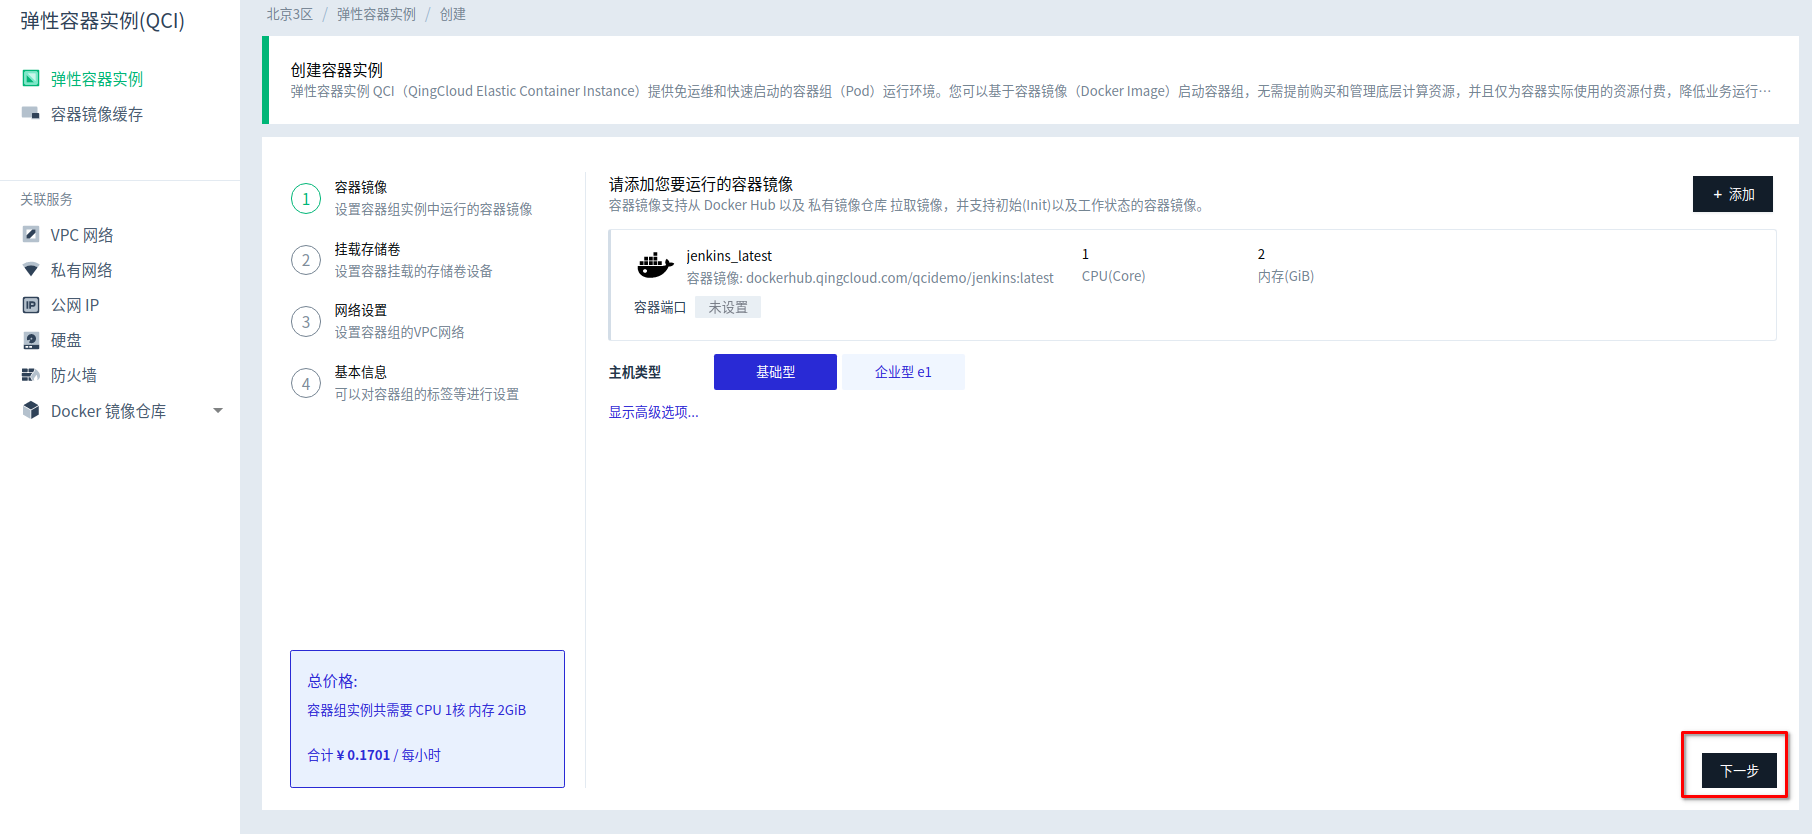 弹性容器实例(QCI)
弹性容器实例
容器镜像缓存
关联服务
VPC 网络
私有网络
公网 IP
硬盘
防火墙
Docker 镜像仓库
北京3区 / 弹性容器实例 / 创建
创建容器实例
弹性容器实例 QCI（QingCloud Elastic Container Instance）提供免运维和快速启动的容器组（Pod）运行环境。您可以基于容器镜像（Docker Image）启动容器组，无需提前购买和管理底层计算资源，并且仅为容器实际使用的资源付费，降低业务运行…
1
容器镜像
设置容器组实例中运行的容器镜像
2
挂载存储卷
设置容器挂载的存储卷设备
3
网络设置
设置容器组的VPC网络
4
基本信息
可以对容器组的标签等进行设置
总价格:
容器组实例共需要 CPU 1核 内存 2GiB
合计 ¥ 0.1701 / 每小时
请添加您要运行的容器镜像
容器镜像支持从 Docker Hub 以及 私有镜像仓库 拉取镜像，并支持初始(Init)以及工作状态的容器镜像。
+ 添加
jenkins_latest
容器镜像: dockerhub.qingcloud.com/qcidemo/jenkins:latest
1
CPU(Core)
2
内存(GiB)
容器端口 未设置
主机类型 基础型 企业型 e1
显示高级选项...
下一步